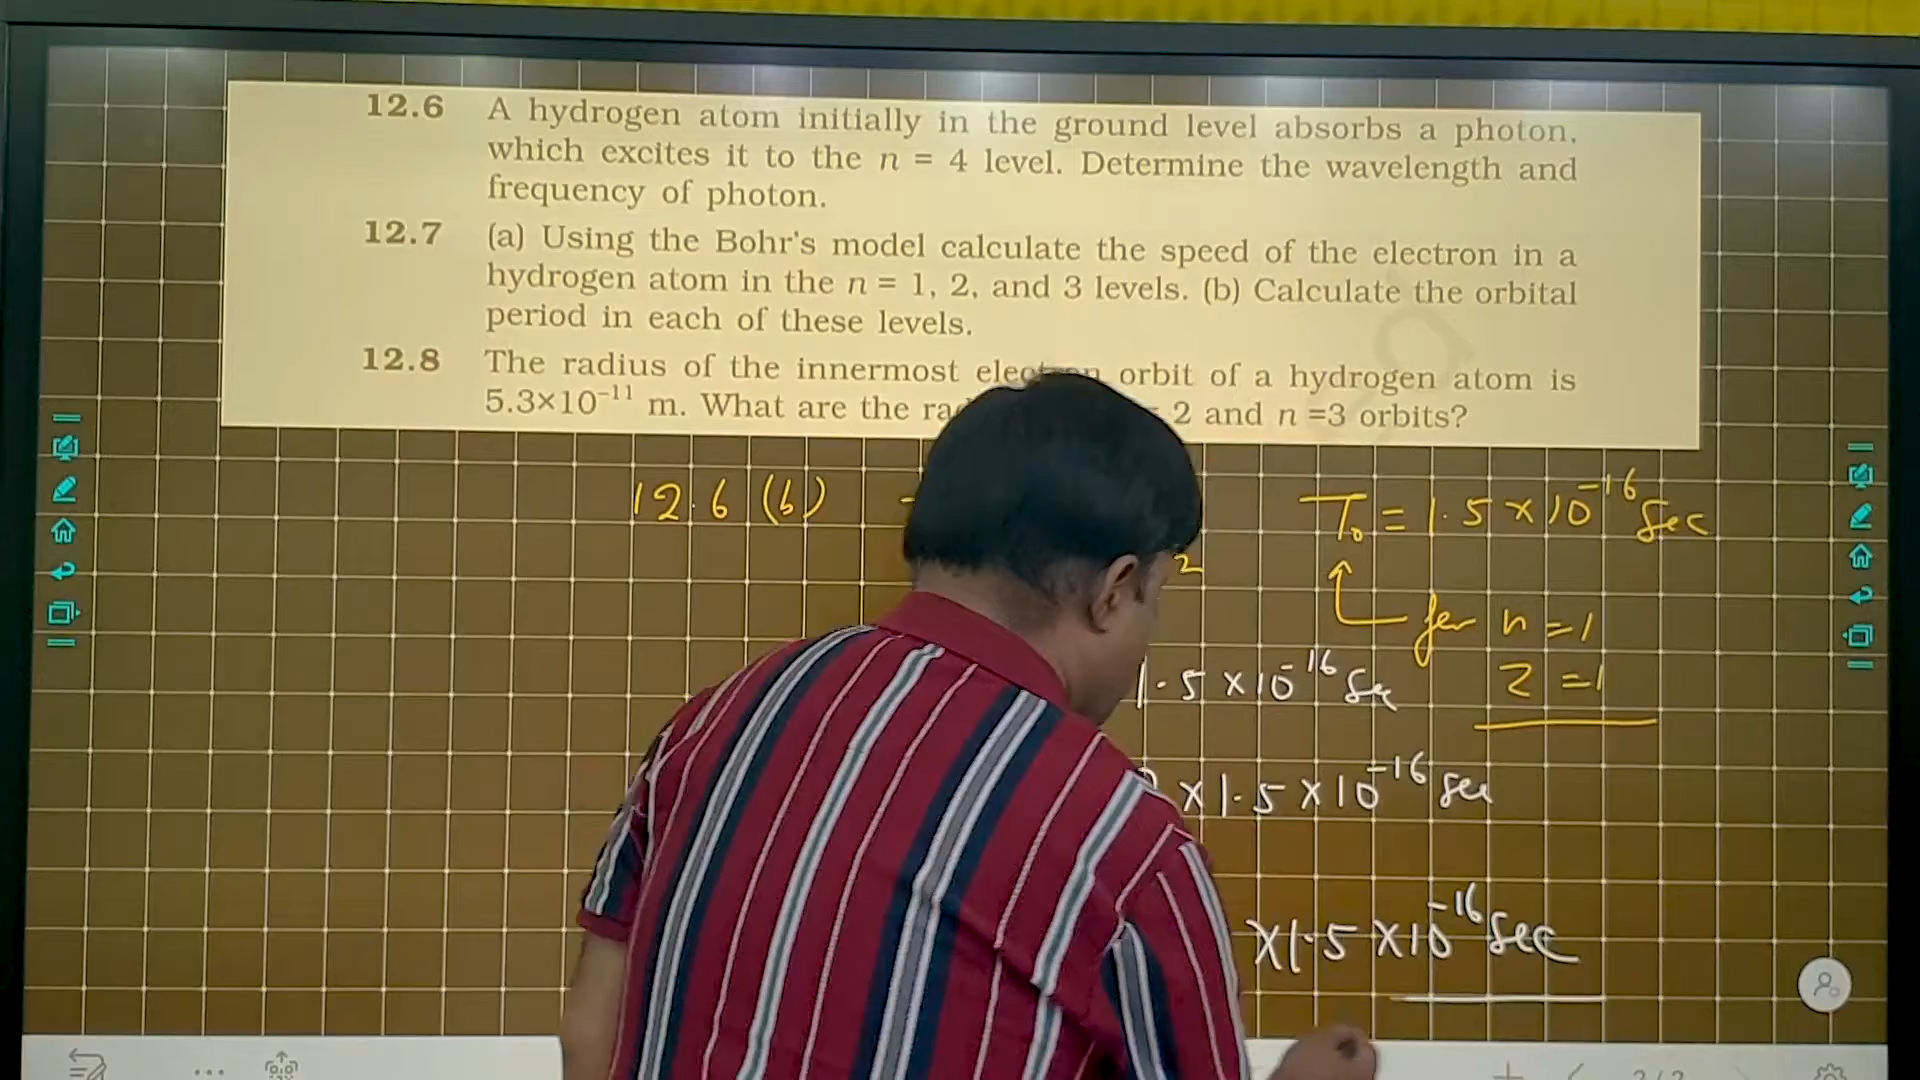 12.6 A hydrogen atom initially in the ground level absorbs a photon,
which excites it to the n = 4 level. Determine the wavelength and
frequency of photon.
12.7 (a) Using the Bohr's model calculate the speed of the electron in a
hydrogen atom in the n = 1, 2, and 3 levels. (b) Calculate the orbital
period in each of these levels.
12.8 The radius of the innermost orbit of a hydrogen atom is
5.3×10⁻¹¹ m. What are the 2 and n =3 orbits?
12.6 (b)
T₀ = 1.5 × 10⁻¹⁶ Sec
2
for n = 1
z = 1
1.5 × 10⁻¹⁶ Sec
× 1.5 × 10⁻¹⁶ Sec
× 1.5 × 10⁻¹⁶ Sec
2/2